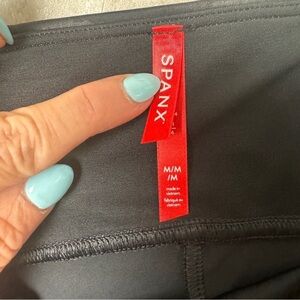 SPANX
M/M
/M
made in
vietnam
fabriqué au
vietnam